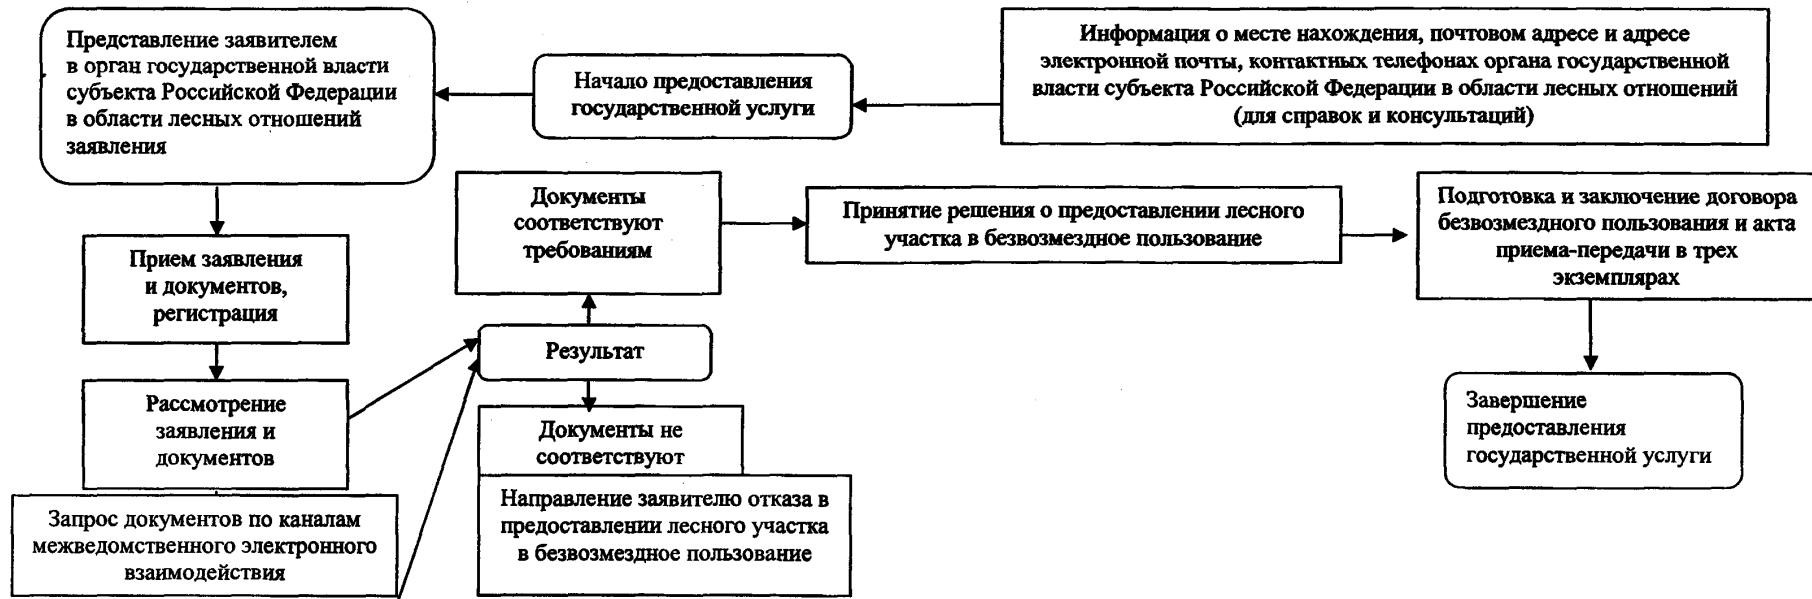 Представление заявителем
в орган государственной власти
субъекта Российской Федерации
в области лесных отношений
заявления
Начало предоставления
государственной услуги
Информация о месте нахождения, почтовом адресе и адресе
электронной почты, контактных телефонах органа государственной
власти субъекта Российской Федерации в области лесных отношений
(для справок и консультаций)
Прием заявления
и документов,
регистрация
Рассмотрение
заявления и
документов
Запрос документов по каналам
межведомственного электронного
взаимодействия
Результат
Документы
соответствуют
требованиям
Принятие решения о предоставлении лесного
участка в безвозмездное пользование
Подготовка и заключение договора
безвозмездного пользования и акта
приема-передачи в трех
экземплярах
Завершение
предоставления
государственной услуги
Документы не
соответствуют
Направление заявителю отказа в
предоставлении лесного участка
в безвозмездное пользование